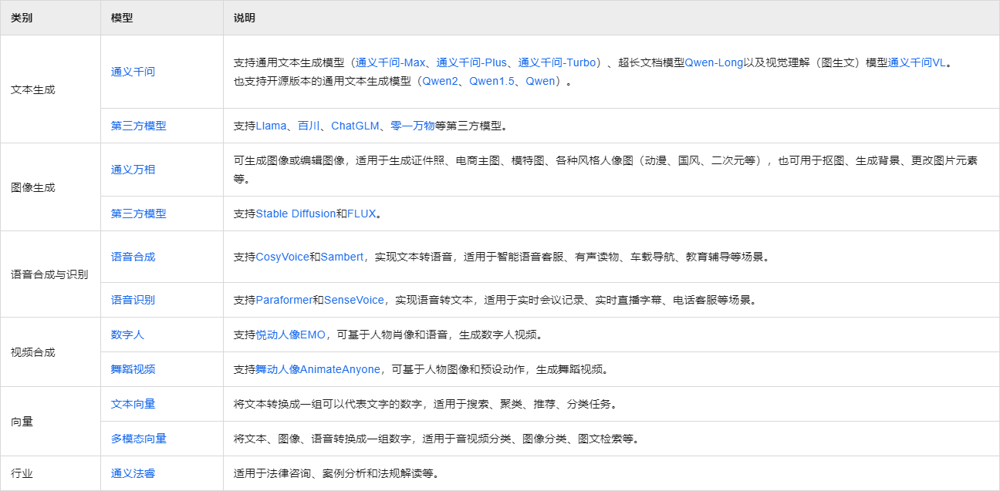 类别 模型 说明
文本生成
通义千问
支持通用文本生成模型（通义千问-Max、通义千问-Plus、通义千问-Turbo）、超长文档模型Qwen-Long以及视觉理解（图生文）模型通义千问VL。
也支持开源版本的通用文本生成模型（Qwen2、Qwen1.5、Qwen）。
第三方模型 支持Llama、百川、ChatGLM、零一万物等第三方模型。
图像生成
通义万相
可生成图像或编辑图像，适用于生成证件照、电商主图、模特图、各种风格人像图（动漫、国风、二次元等），也可用于抠图、生成背景、更改图片元素
等。
第三方模型 支持Stable Diffusion和FLUX。
语音合成与识别
语音合成 支持CosyVoice和Sambert，实现文本转语音，适用于智能语音客服、有声读物、车载导航、教育辅导等场景。
语音识别 支持Paraformer和SenseVoice，实现语音转文本，适用于实时会议记录、实时直播字幕、电话客服等场景。
视频合成
数字人 支持悦动人像EMO，可基于人物肖像和语音，生成数字人视频。
舞蹈视频 支持舞动人像AnimateAnyone，可基于人物图像和预设动作，生成舞蹈视频。
向量
文本向量 将文本转换成一组可以代表文字的数字，适用于搜索、聚类、推荐、分类任务。
多模态向量 将文本、图像、语音转换成一组数字，适用于音视频分类、图像分类、图文检索等。
行业 通义法睿 适用于法律咨询、案例分析和法规解读等。